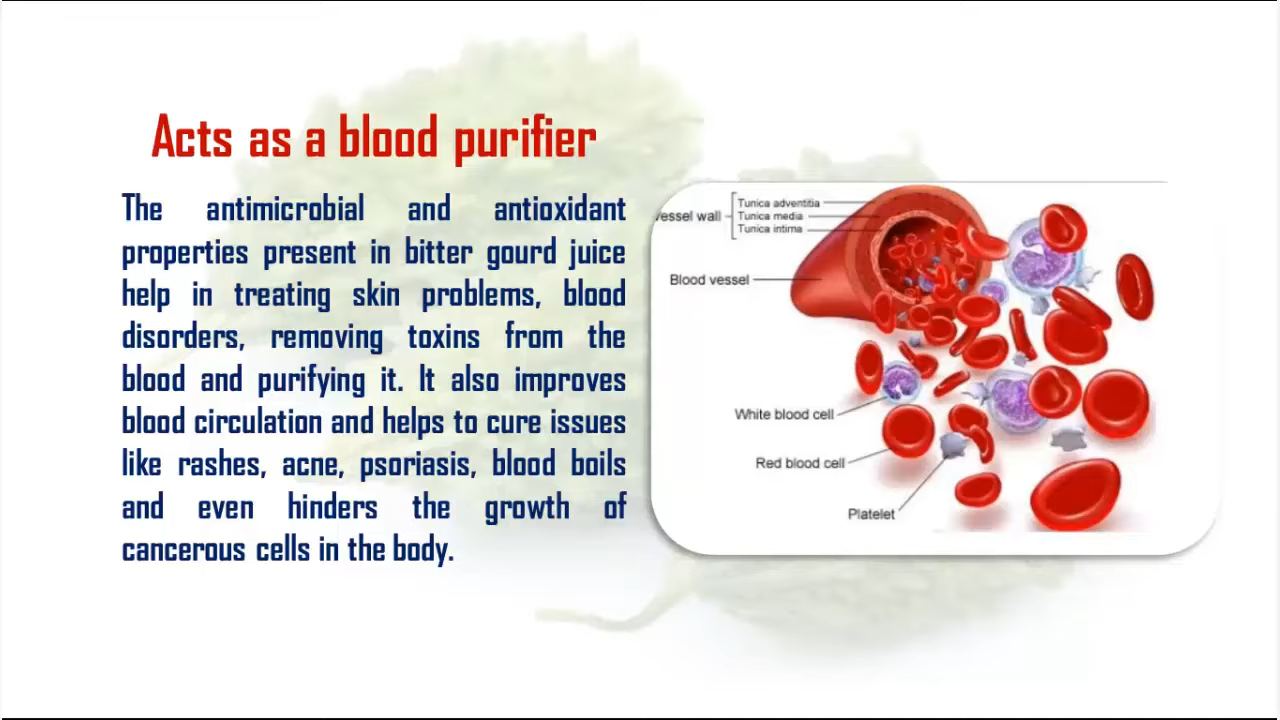 Acts as a blood purifier
The antimicrobial and antioxidant
properties present in bitter gourd juice
help in treating skin problems, blood
disorders, removing toxins from the
blood and purifying it. It also improves
blood circulation and helps to cure issues
like rashes, acne, psoriasis, blood boils
and even hinders the growth of
cancerous cells in the body.
Tunica adventitia
essel wall
Tunica media
Tunica intima
Blood vessel
White blood cell
Red blood cell
Platelet